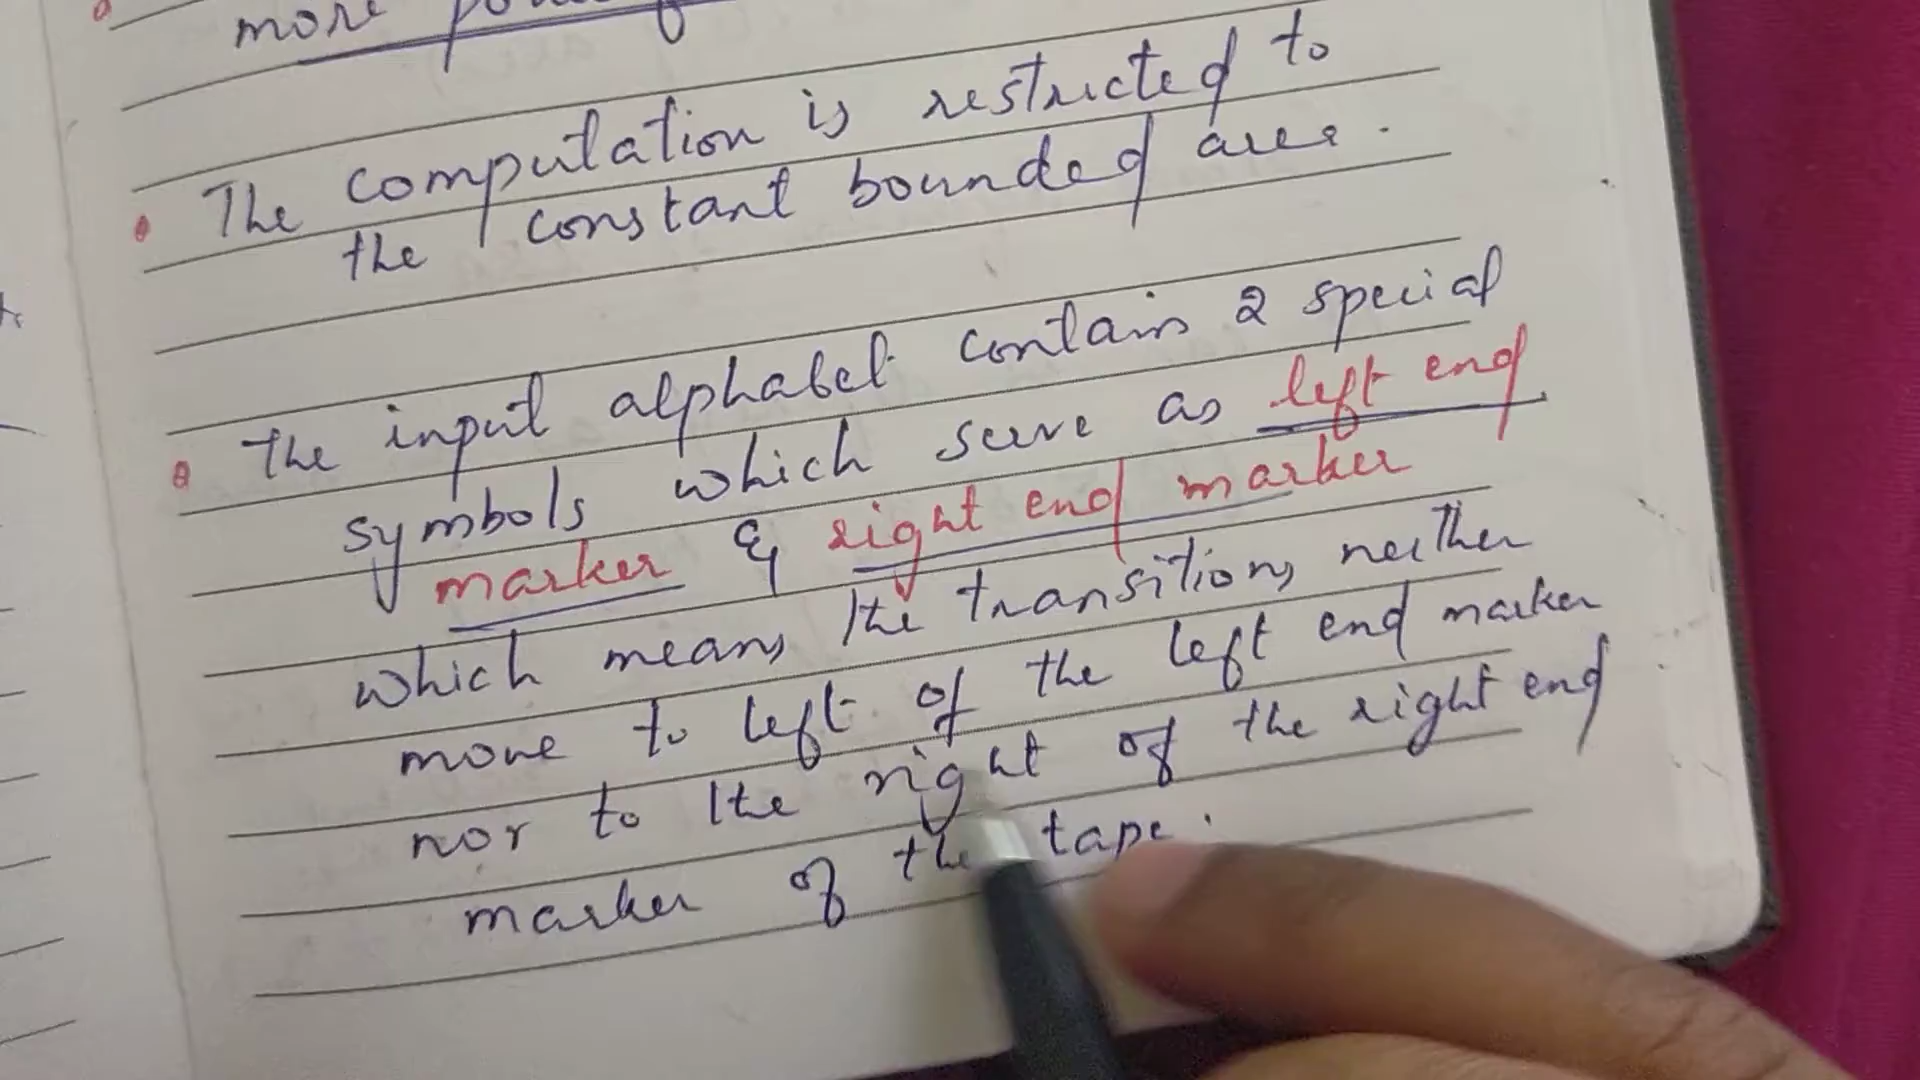 more
The computation is restricted to
the constant bounded area.
The input alphabet contains 2 special
symbols which serve as left end
marker & right end marker
which means the transitions neither
move to left of the left end marker
nor to the right of the right end
marker of the tape.